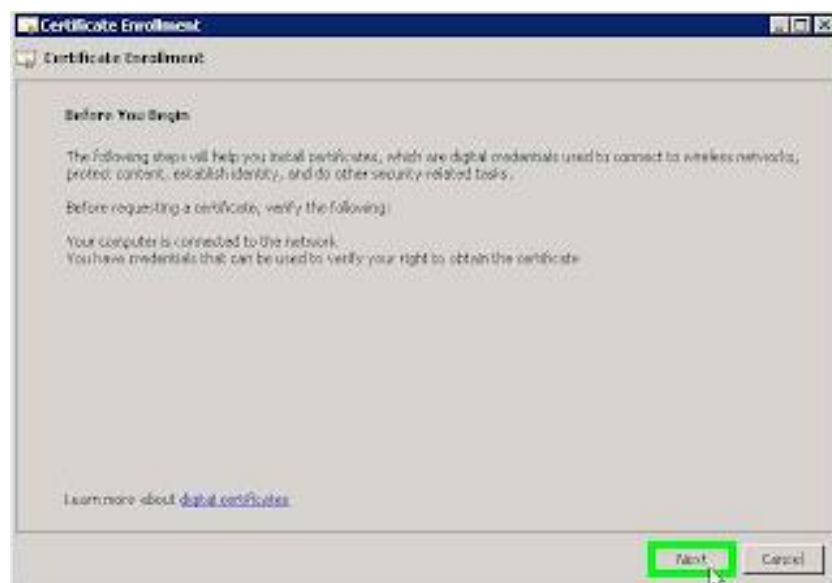 Certificate Enrollment
Certificate Enrollment
Before You Begin
The following steps will help you install certificates, which are digital credentials used to connect to wireless networks,
protect content, establish identity, and do other security-related tasks.
Before requesting a certificate, verify the following:
Your computer is connected to the network
You have credentials that can be used to verify your right to obtain the certificate
Learn more about digital certificates
Next
Cancel